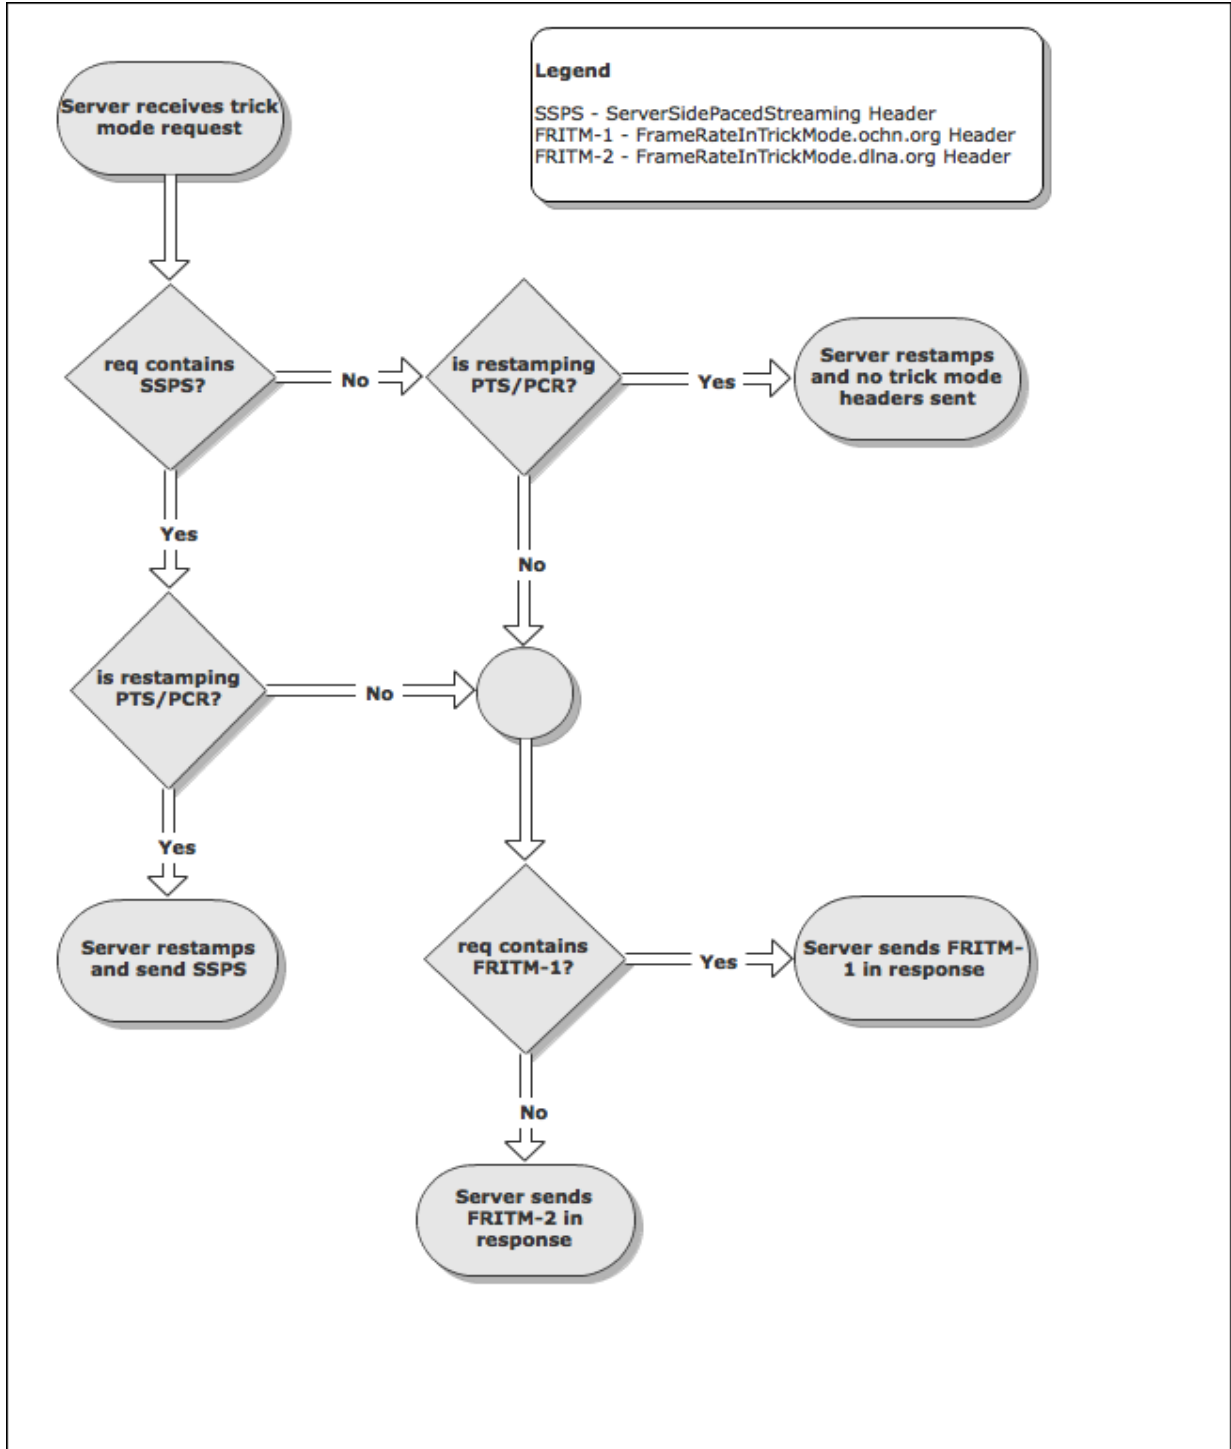 Legend
SSPS - ServerSidePacedStreaming Header
FRITM-1 - FrameRateInTrickMode.ochn.org Header
FRITM-2 - FrameRateInTrickMode.dlna.org Header
Server receives trick
mode request
req contains
SSPS?
No
is restamping
PTS/PCR?
Yes
Server restamps
and no trick mode
headers sent
Yes
No
is restamping
PTS/PCR?
No
Yes
Server restamps
and send SSPS
req contains
FRITM-1?
Yes
Server sends FRITM-
1 in response
No
Server sends
FRITM-2 in
response